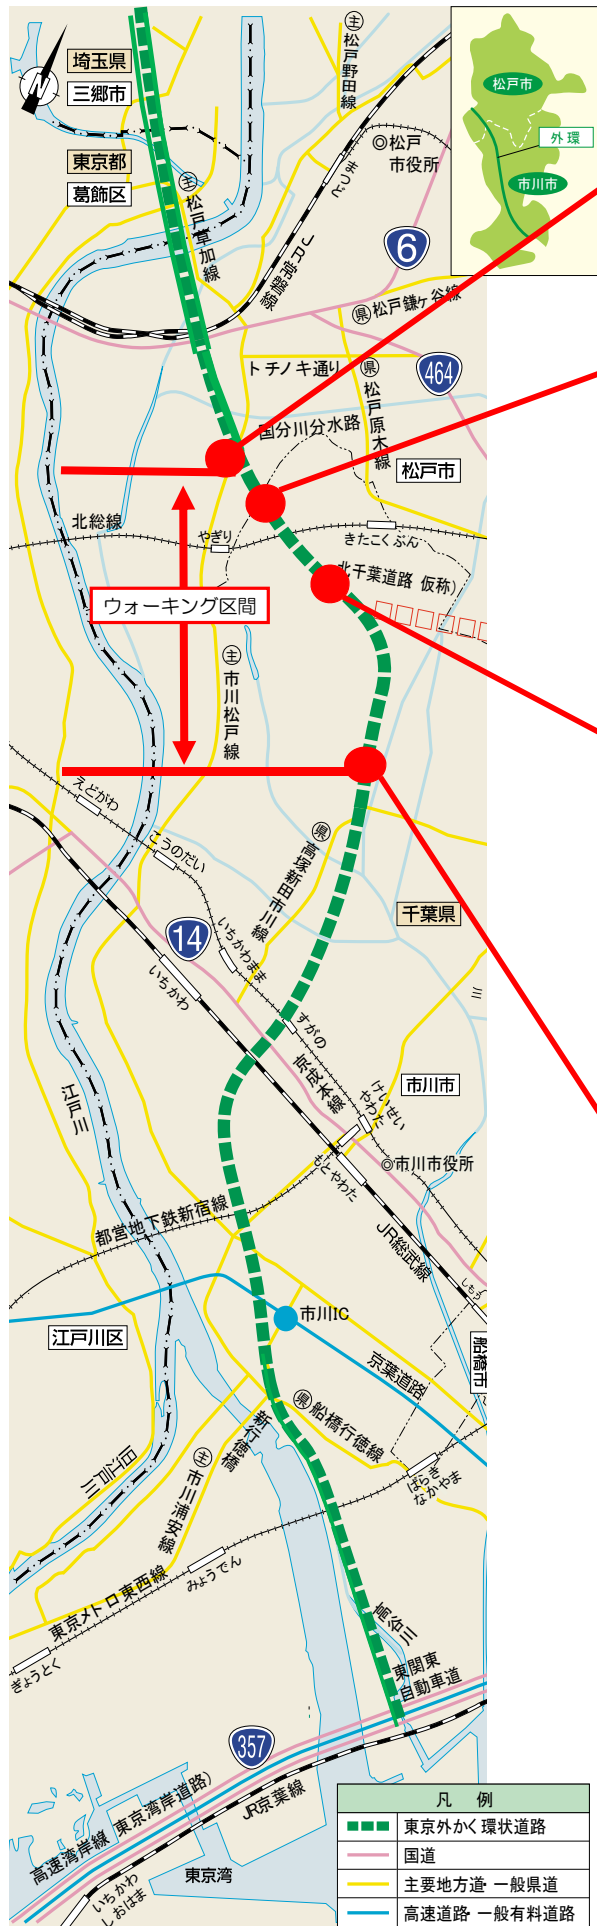 埼玉県
三郷市
東京都
葛飾区
N
主 松戸野田線
◎松戸
市役所
まつど
松戸市
外環
市川市
主 松戸草加線
JR常磐線
6
県 松戸鎌ヶ谷線
トチノキ通り
県 松戸原木線
464
国分川分水路
松戸市
北総線
やぎり
きたこくぶん
北千葉道路 仮称)
ウォーキング区間
主 市川松戸線
えどがわ
こうのだい
県 高塚新田市川線
千葉県
14
いちかわまま
いちかわ
すがの
江戸川
京成本線
市川市
けいせい
やわた
もとやわた
◎市川市役所
都営地下鉄新宿線
JR総武線
しもう
市川IC
江戸川区
船橋市
京葉道路
県 船橋行徳線
新行徳橋
旧江戸川
主 市川浦安線
ばらき
なかやま
みょうでん
東京メトロ東西線
ぎょうとく
高谷川
東関東
自動車道
357
高速湾岸線 東京湾岸道路)
JR京葉線
東京湾
いちかわ
しおはま
凡 例
東京外かく環状道路
国道
主要地方道・一般県道
高速道路・一般有料道路